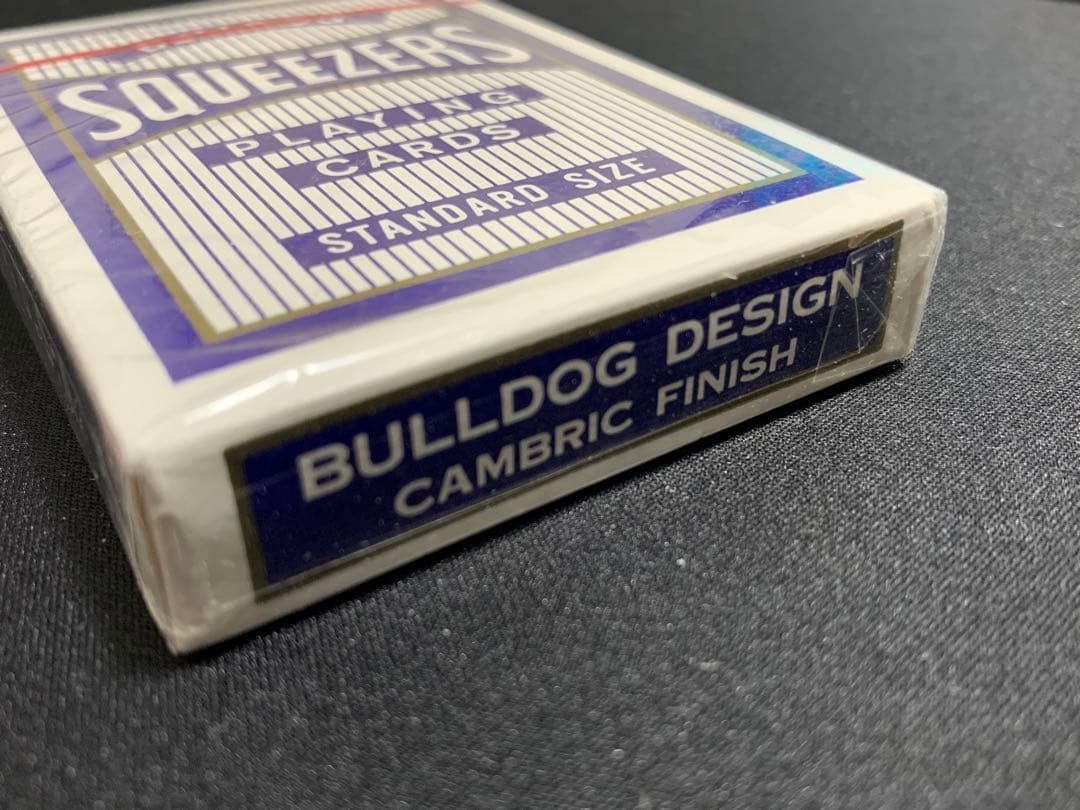 SQUEEZERS
PLAYING
CARDS
STANDARD SIZE
BULLDOG DESIGN
CAMBRIC FINISH